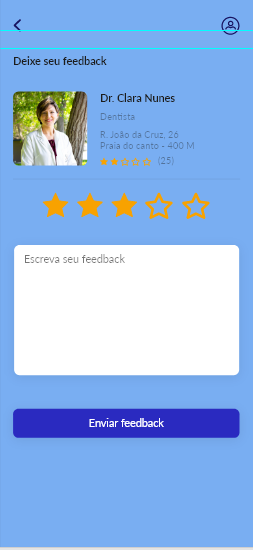 Deixe seu feedback
Dr. Clara Nunes
Dentista
R. João da Cruz, 26
Praia do canto - 400 M
(25)
Escreva seu feedback
Enviar feedback